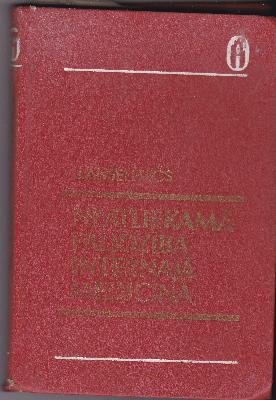 NEATLIEKAMĀ
PALĪDZĪBA
INTERNAJĀ
MEDICĪNĀ